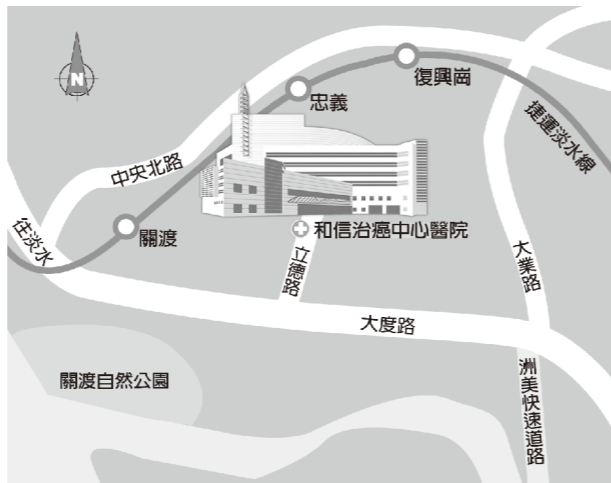 N
復興崗
忠義
捷運淡水線
中央北路
往淡水
關渡
和信治癌中心醫院
立德路
大業路
大度路
關渡自然公園
洲美快速道路